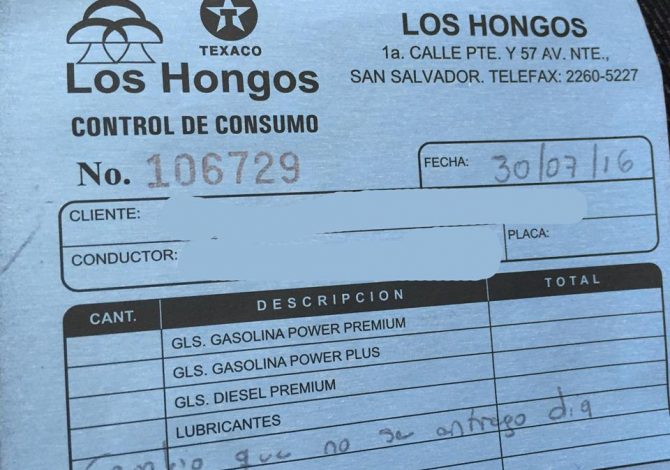 LOS HONGOS
1a. CALLE PTE. Y 57 AV. NTE.,
SAN SALVADOR. TELEFAX: 2260-5227
TEXACO
Los Hongos
CONTROL DE CONSUMO
No. 106729
FECHA: 30/07/16
CLIENTE:
CONDUCTOR:
PLACA:
CANT. DESCRIPCION TOTAL
GLS. GASOLINA POWER PREMIUM
GLS. GASOLINA POWER PLUS
GLS. DIESEL PREMIUM
LUBRICANTES
que no se entrego dia